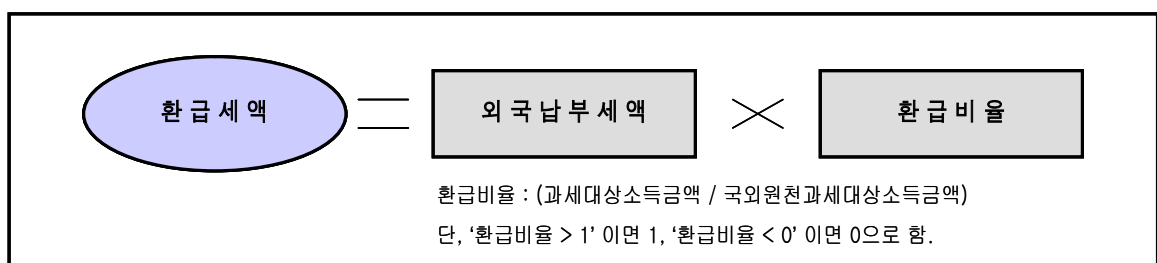 환급세액 = 외국납부세액 × 환급비율
환급비율 : (과세대상소득금액 / 국외원천과세대상소득금액)
단, ‘환급비율 > 1’ 이면 1, ‘환급비율 < 0’ 이면 0으로 함.